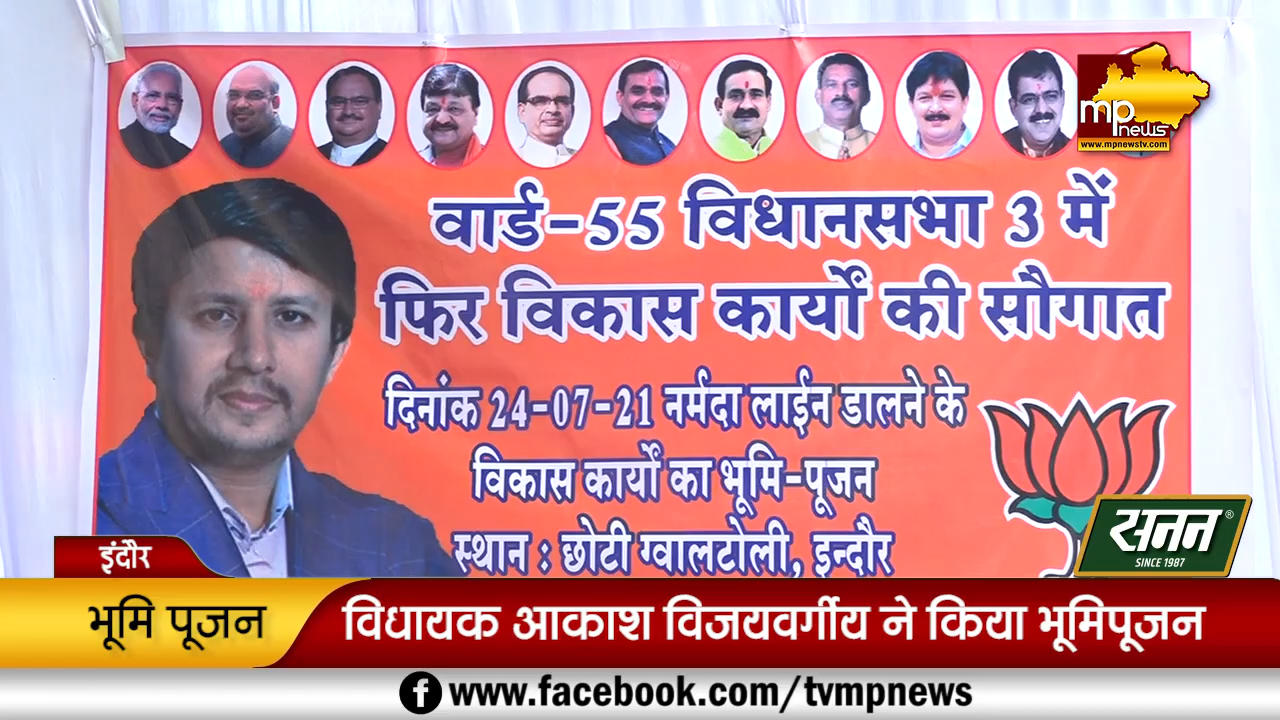 mp
news
www.mpnewstv.com
वार्ड-55 विधानसभा 3 में
फिर विकास कार्यों की सौगात
दिनांक 24-07-21 नर्मदा लाईन डालने के
विकास कार्यों का भूमि-पूजन
स्थान : छोटी ग्वालटोली, इन्दौर
सनन®
SINCE 1987
इंदौर
भूमि पूजन
विधायक आकाश विजयवर्गीय ने किया भूमिपूजन
www.facebook.com/tvmpnews